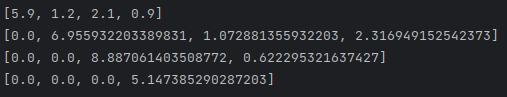 [5.9, 1.2, 2.1, 0.9]
[0.0, 6.955932203389831, 1.072881355932203, 2.316949152542373]
[0.0, 0.0, 8.887061403508772, 0.622295321637427]
[0.0, 0.0, 0.0, 5.147385290287203]